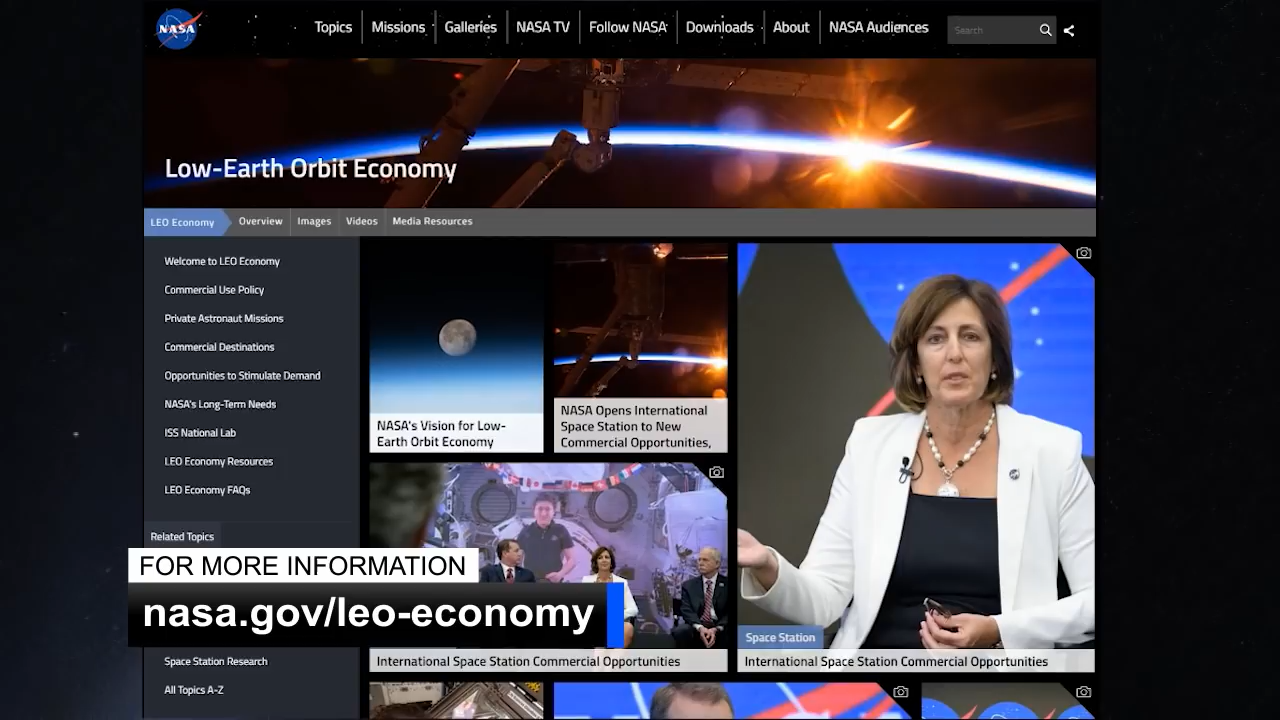 NASA
Topics
Missions
Galleries
NASA TV
Follow NASA
Downloads
About
NASA Audiences
Search
Low-Earth Orbit Economy
LEO Economy
Overview
Images
Videos
Media Resources
Welcome to LEO Economy
Commercial Use Policy
Private Astronaut Missions
Commercial Destinations
Opportunities to Stimulate Demand
NASA's Long-Term Needs
ISS National Lab
LEO Economy Resources
LEO Economy FAQs
Related Topics
Space Station Research
All Topics A-Z
NASA's Vision for Low-
Earth Orbit Economy
NASA Opens International
Space Station to New
Commercial Opportunities,
International Space Station Commercial Opportunities
Space Station
International Space Station Commercial Opportunities
FOR MORE INFORMATION
nasa.gov/leo-economy